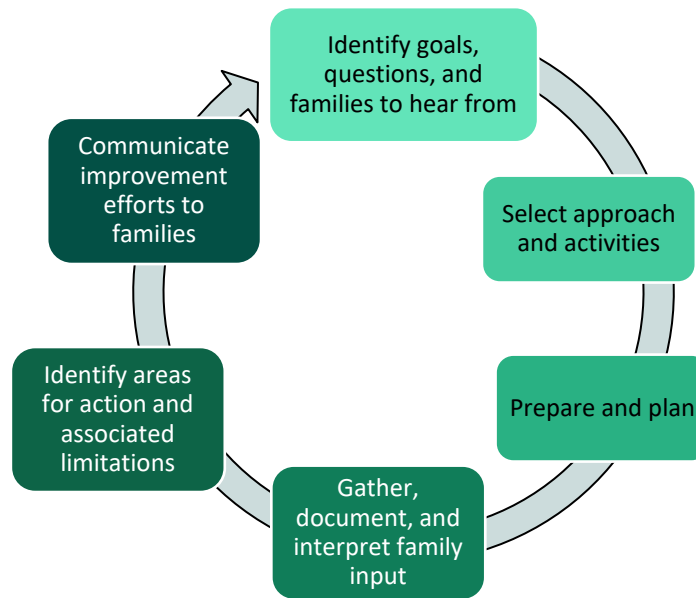 Identify goals,
questions, and
families to hear from
Select approach
and activities
Prepare and plan
Gather,
document, and
interpret family
input
Identify areas
for action and
associated
limitations
Communicate
improvement
efforts to
families